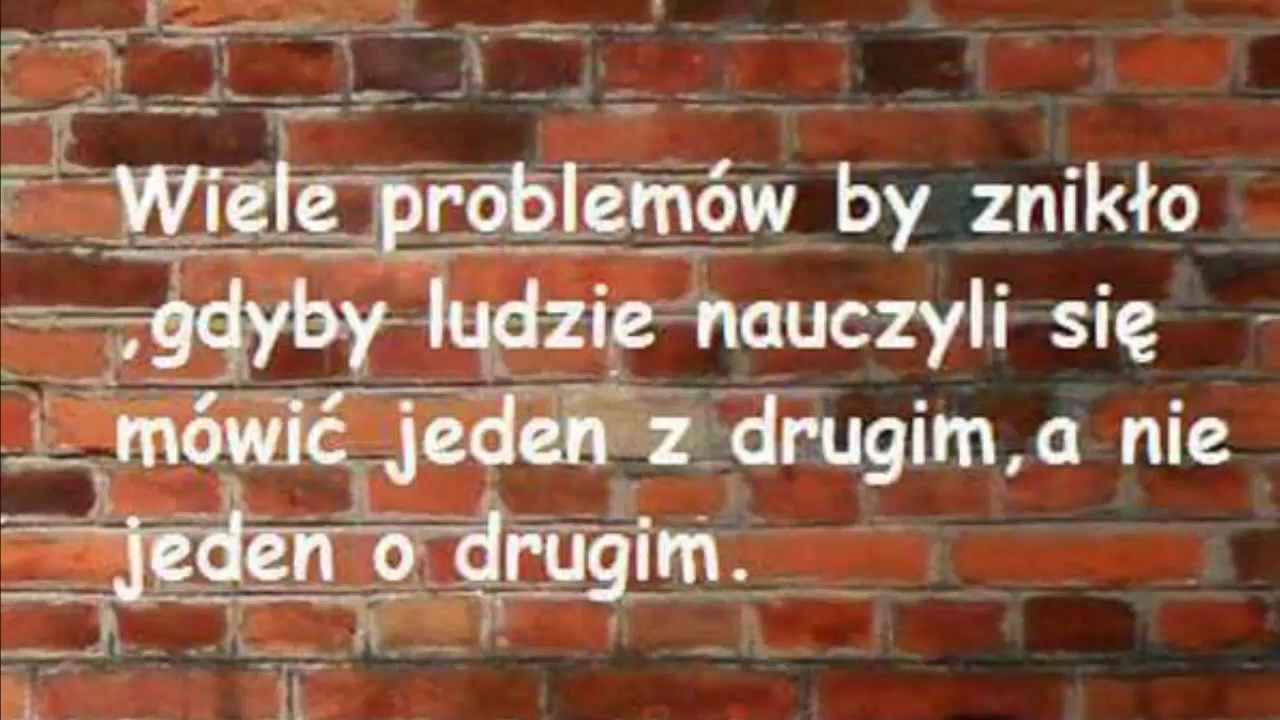 Wiele problemów by znikło
,gdyby ludzie nauczyli się
mówić jeden z drugim,a nie
jeden o drugim.